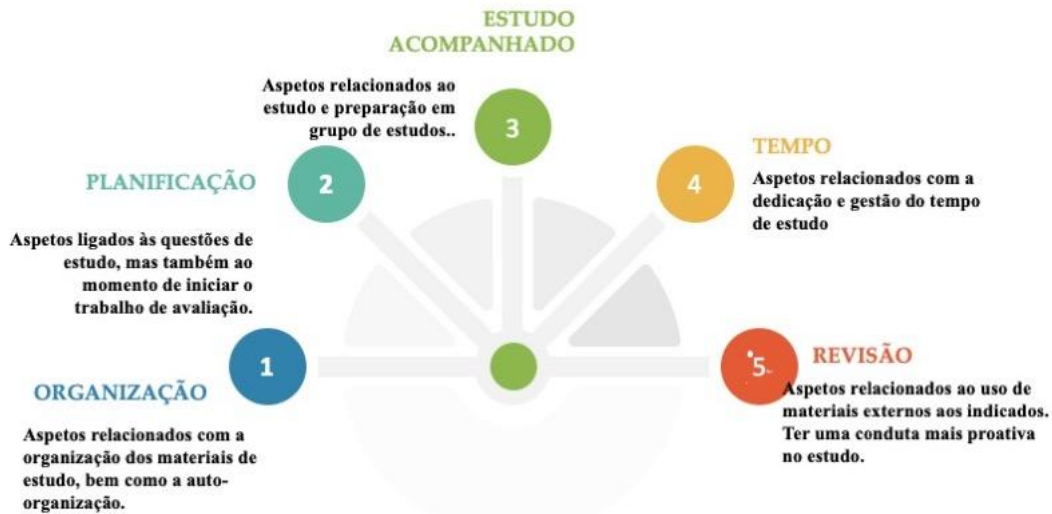 ESTUDO
ACOMPANHADO
Aspetos relacionados ao
estudo e preparação em
grupo de estudos..
3
PLANIFICAÇÃO
2
Aspetos ligados às questões de
estudo, mas também ao
momento de iniciar o
trabalho de avaliação.
4
TEMPO
Aspetos relacionados com a
dedicação e gestão do tempo
de estudo
1
ORGANIZAÇÃO
Aspetos relacionados com a
organização dos materiais de
estudo, bem como a auto-
organização.
5
REVISÃO
Aspetos relacionados ao uso de
materiais externos aos indicados.
Ter uma conduta mais proativa
no estudo.